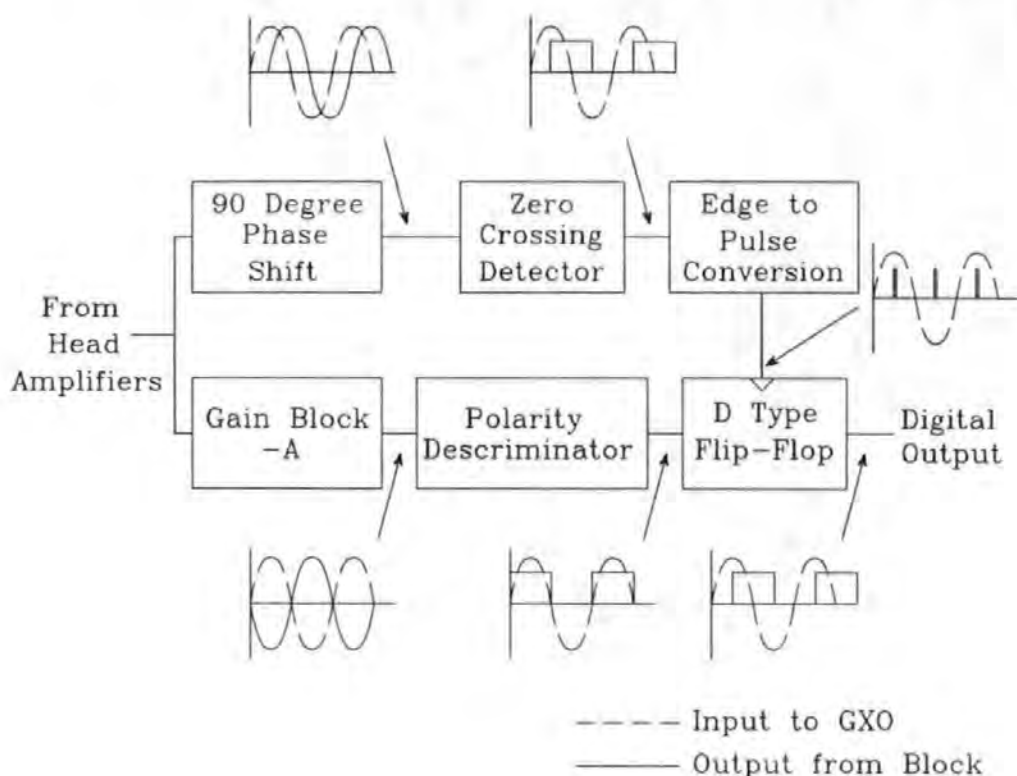 90 Degree
Phase
Shift
Zero
Crossing
Detector
Edge to
Pulse
Conversion
From
Head
Amplifiers
Gain Block
-A
Polarity
Descriminator
D Type
Flip-Flop
Digital
Output
Input to GXO
Output from Block